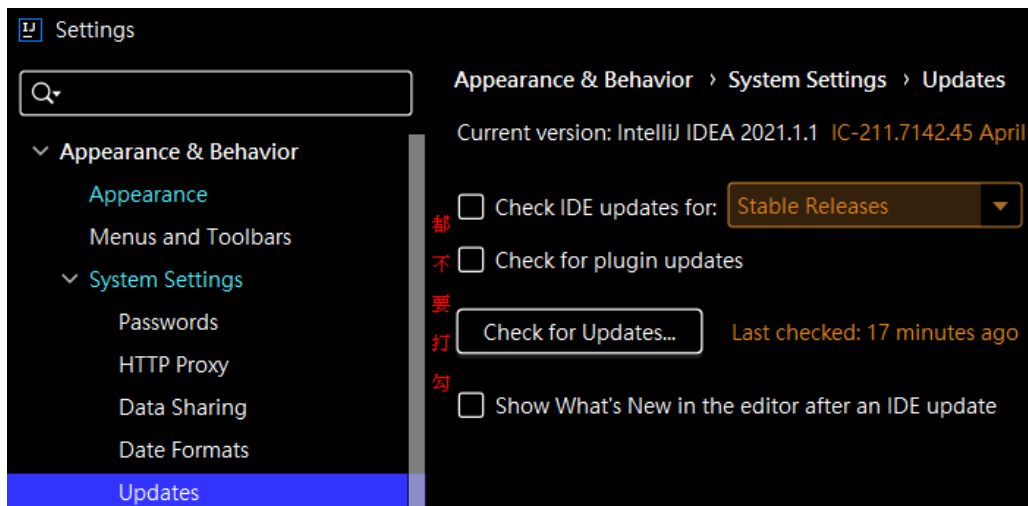 Settings
Appearance & Behavior
Appearance
Menus and Toolbars
System Settings
Passwords
HTTP Proxy
Data Sharing
Date Formats
Updates
Appearance & Behavior › System Settings › Updates
Current version: IntelliJ IDEA 2021.1.1 IC-211.7142.45 April
都不要打勾
Check IDE updates for: Stable Releases
Check for plugin updates
Check for Updates... Last checked: 17 minutes ago
Show What's New in the editor after an IDE update